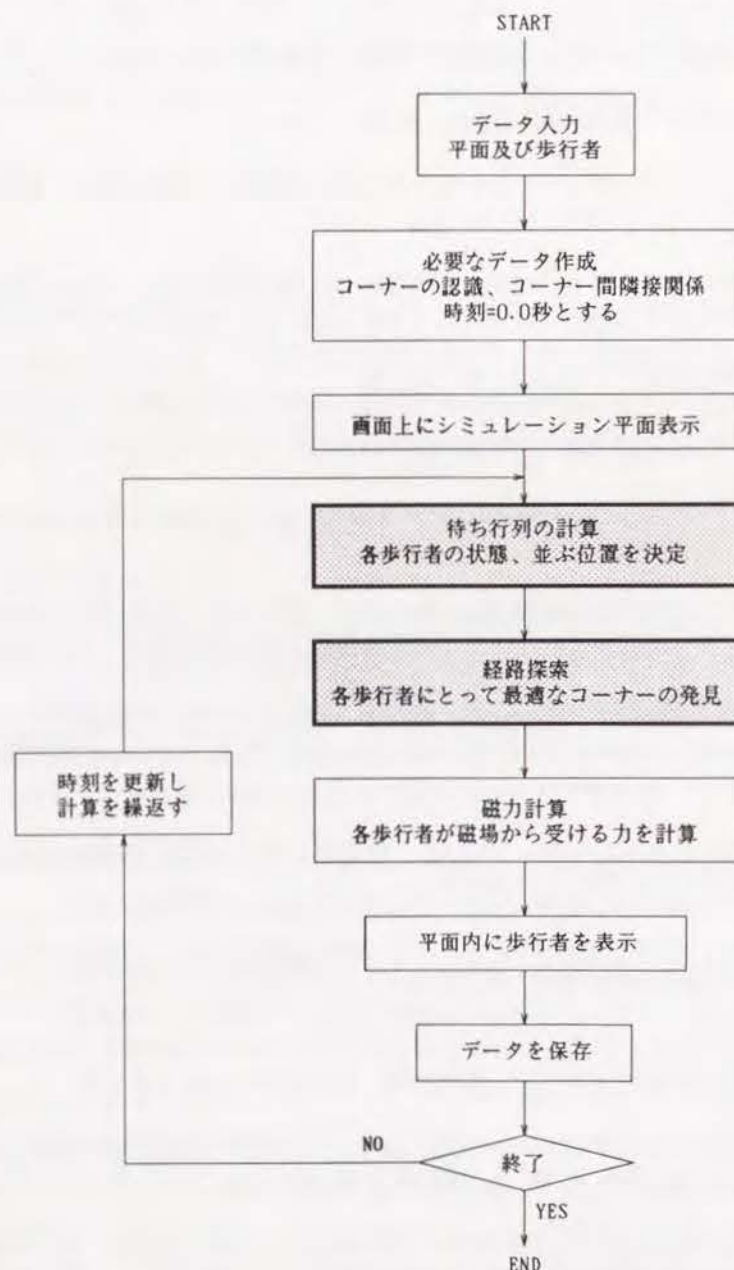 START
データ入力
平面及び歩行者
必要なデータ作成
コーナーの認識、コーナー間隣接関係
時刻=0.0秒とする
画面上にシミュレーション平面表示
待ち行列の計算
各歩行者の状態、並ぶ位置を決定
経路探索
各歩行者にとって最適なコーナーの発見
時刻を更新し
計算を繰返す
磁力計算
各歩行者が磁場から受ける力を計算
平面内に歩行者を表示
データを保存
NO
終了
YES
END